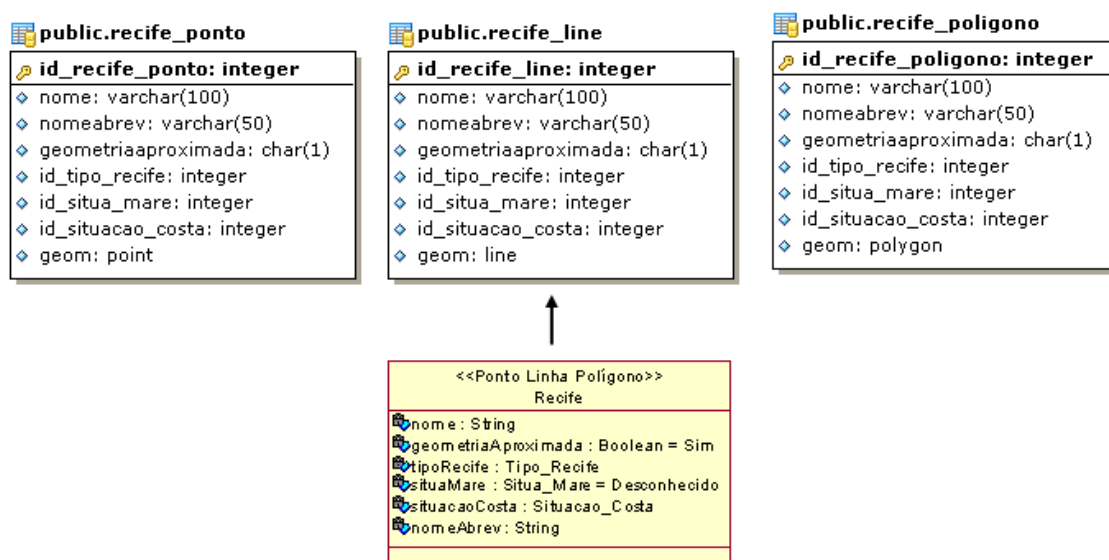 public.recife_ponto
id_recife_ponto: integer
nome: varchar(100)
nomeabrev: varchar(50)
geometriaaproximada: char(1)
id_tipo_recife: integer
id_situa_mare: integer
id_situacao_costa: integer
geom: point
public.recife_line
id_recife_line: integer
nome: varchar(100)
nomeabrev: varchar(50)
geometriaaproximada: char(1)
id_tipo_recife: integer
id_situa_mare: integer
id_situacao_costa: integer
geom: line
public.recife_poligono
id_recife_poligono: integer
nome: varchar(100)
nomeabrev: varchar(50)
geometriaaproximada: char(1)
id_tipo_recife: integer
id_situa_mare: integer
id_situacao_costa: integer
geom: polygon
<<Ponto Linha Polígono>>
Recife
nome : String
geometriaAproximada : Boolean = Sim
tipoRecife : Tipo_Recife
situaMare : Situa_Mare = Desconhecido
situacaoCosta : Situacao_Costa
nomeAbrev : String